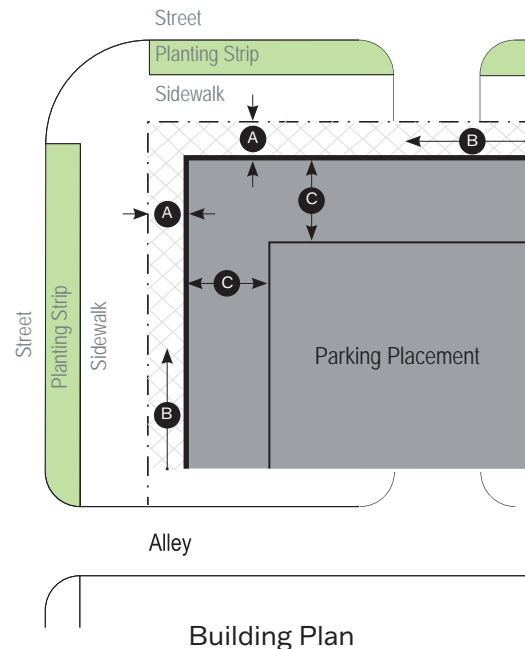 Street
Planting Strip
Sidewalk
A
B
A
C
C
Street
Planting Strip
Sidewalk
Parking Placement
B
Alley
Building Plan